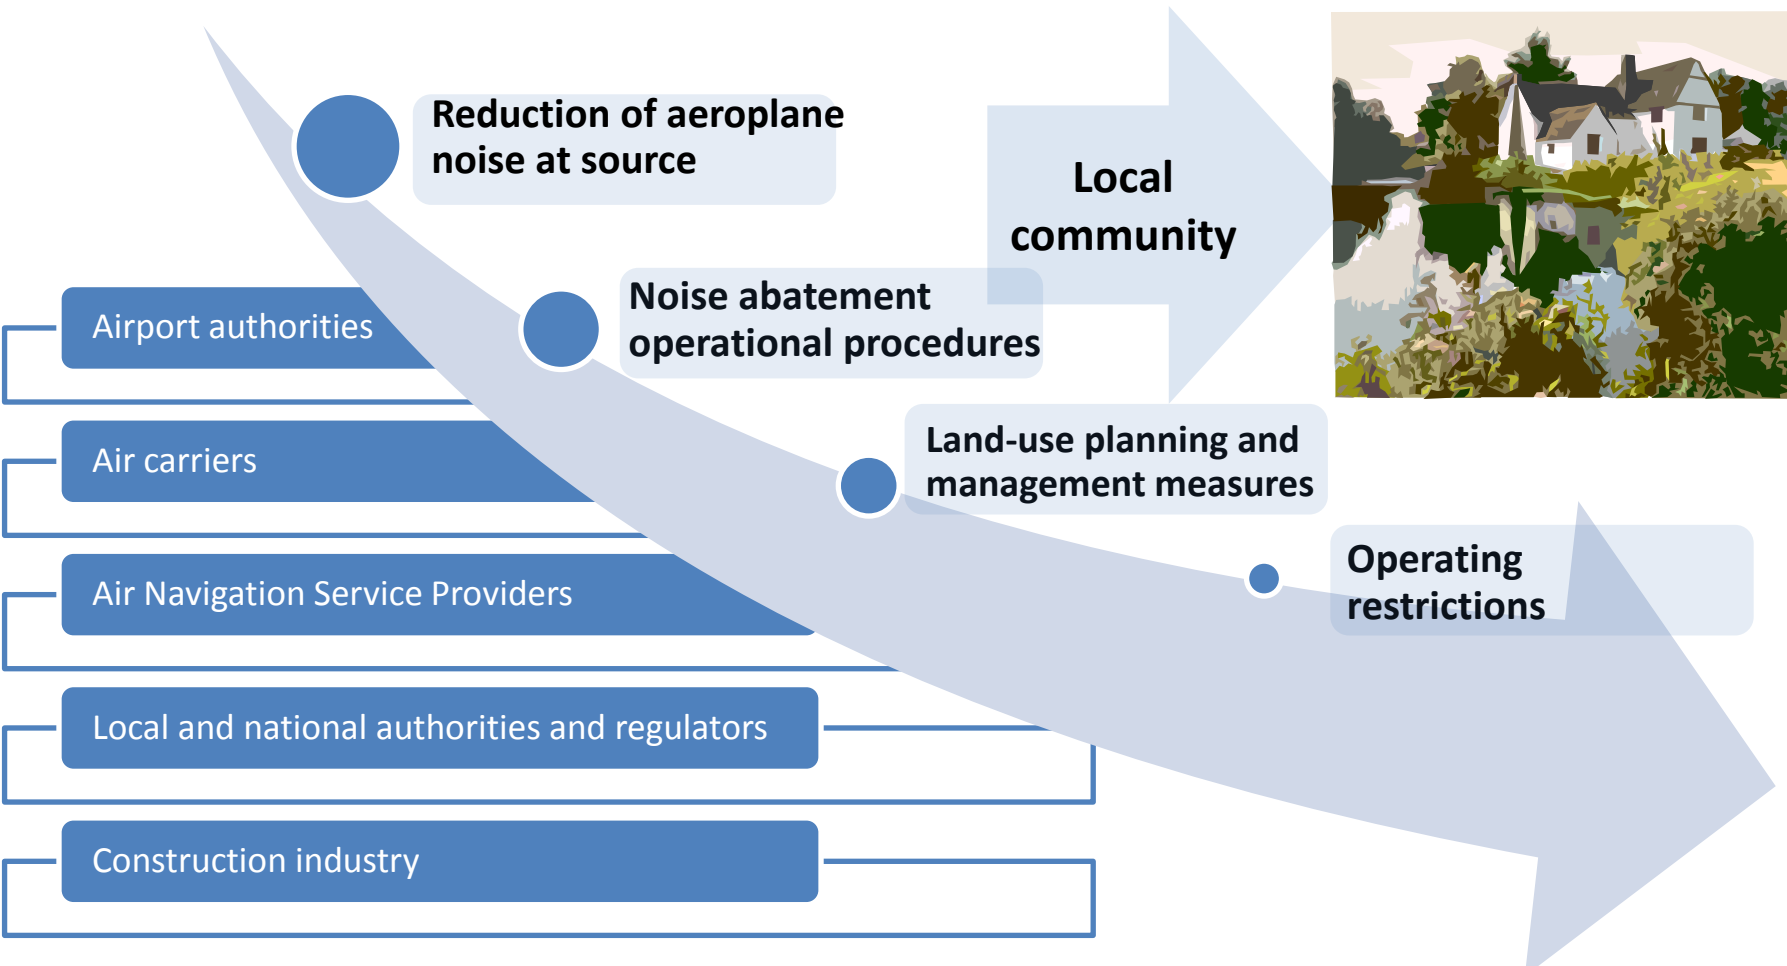 Reduction of aeroplane
noise at source
Local
community
Noise abatement
operational procedures
Airport authorities
Land-use planning and
management measures
Air carriers
Operating
restrictions
Air Navigation Service Providers
Local and national authorities and regulators
Construction industry